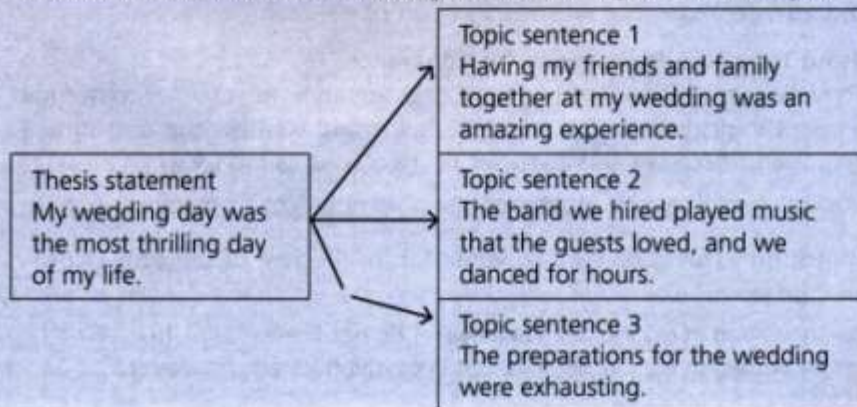 Thesis statement
My wedding day was
the most thrilling day
of my life.
Topic sentence 1
Having my friends and family
together at my wedding was an
amazing experience.
Topic sentence 2
The band we hired played music
that the guests loved, and we
danced for hours.
Topic sentence 3
The preparations for the wedding
were exhausting.